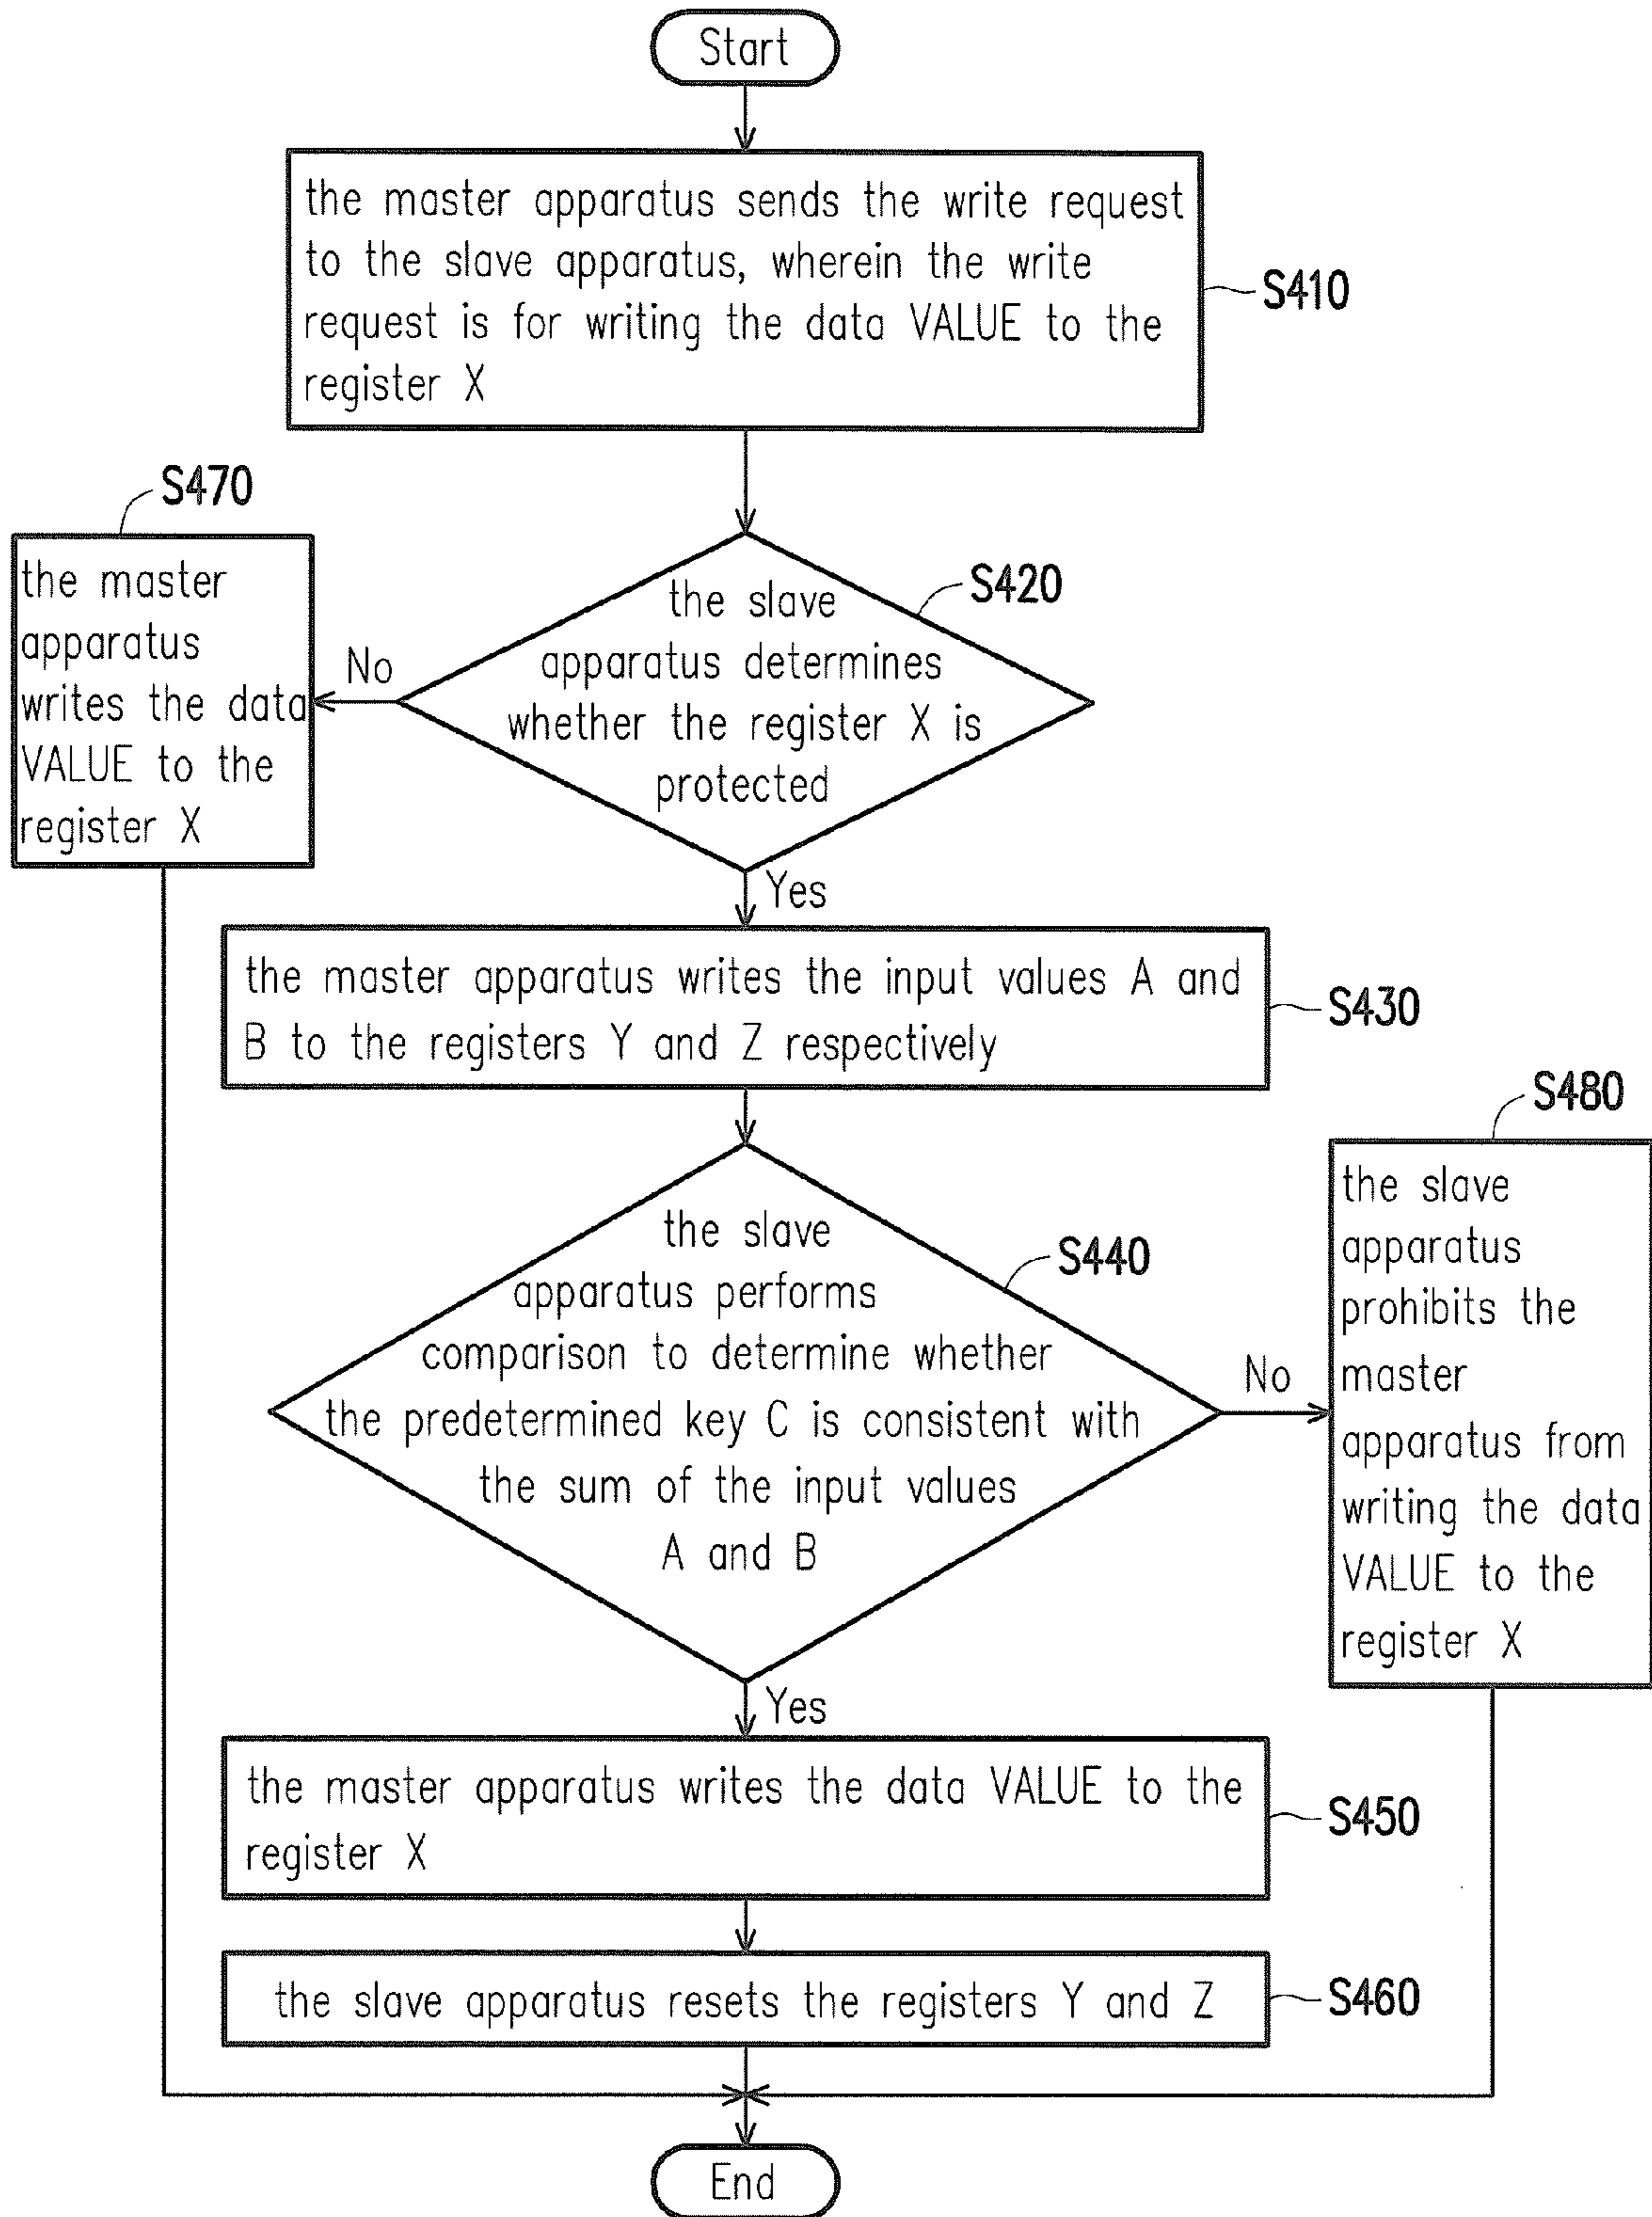 Start
the master apparatus sends the write request
to the slave apparatus, wherein the write
request is for writing the data VALUE to the
register X
S410
S470
the master
apparatus
writes the data
VALUE to the
register X
No
the slave
apparatus determines
whether the register X is
protected
S420
Yes
the master apparatus writes the input values A and
B to the registers Y and Z respectively
S430
the slave
apparatus performs
comparison to determine whether
the predetermined key C is consistent with
the sum of the input values
A and B
S440
No
S480
the slave
apparatus
prohibits the
master
apparatus from
writing the data
VALUE to the
register X
Yes
the master apparatus writes the data VALUE to the
register X
S450
the slave apparatus resets the registers Y and Z
S460
End